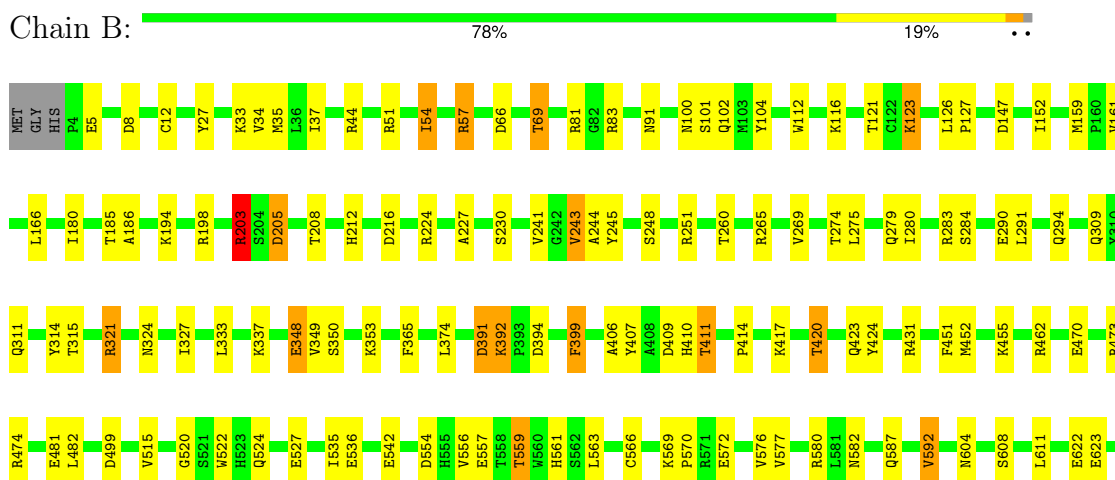 Chain B:
78% 19%
MET GLY HIS P4 E5 D8 C12 Y27 K33 V34 M35 L36 I37 R44 R51 I54 R57 D66 T69 R81 G82 R83 N91 N100 S101 Q102 M103 Y104 W112 K116 T121 C122 K123 L126 P127 D147 I152 M159 P160
L166 I180 T185 A186 K194 R198 R203 S204 D205 T208 H212 D216 R224 A227 S230 V241 G242 V243 A244 Y245 S248 R251 T260 R265 V269 T274 L275 Q279 I280 R283 S284 E290 L291 Q294 Q309
Q311 Y314 T315 R321 N324 I327 L333 K337 E348 V349 S350 K353 F365 L374 D391 K392 P393 D394 F399 A406 Y407 A408 D409 H410 T411 P414 K417 T420 Q423 Y424 R431 F451 M452 K455 R462 E470
R474 E481 L482 D499 V515 G520 S521 W522 H523 Q524 E527 I535 E536 E542 D554 H555 V556 E557 T558 T559 W560 H561 S562 L563 C566 K569 P570 R571 E572 V576 V577 R580 L581 N582 Q587 V592 N604 S608 L611 E622 E623